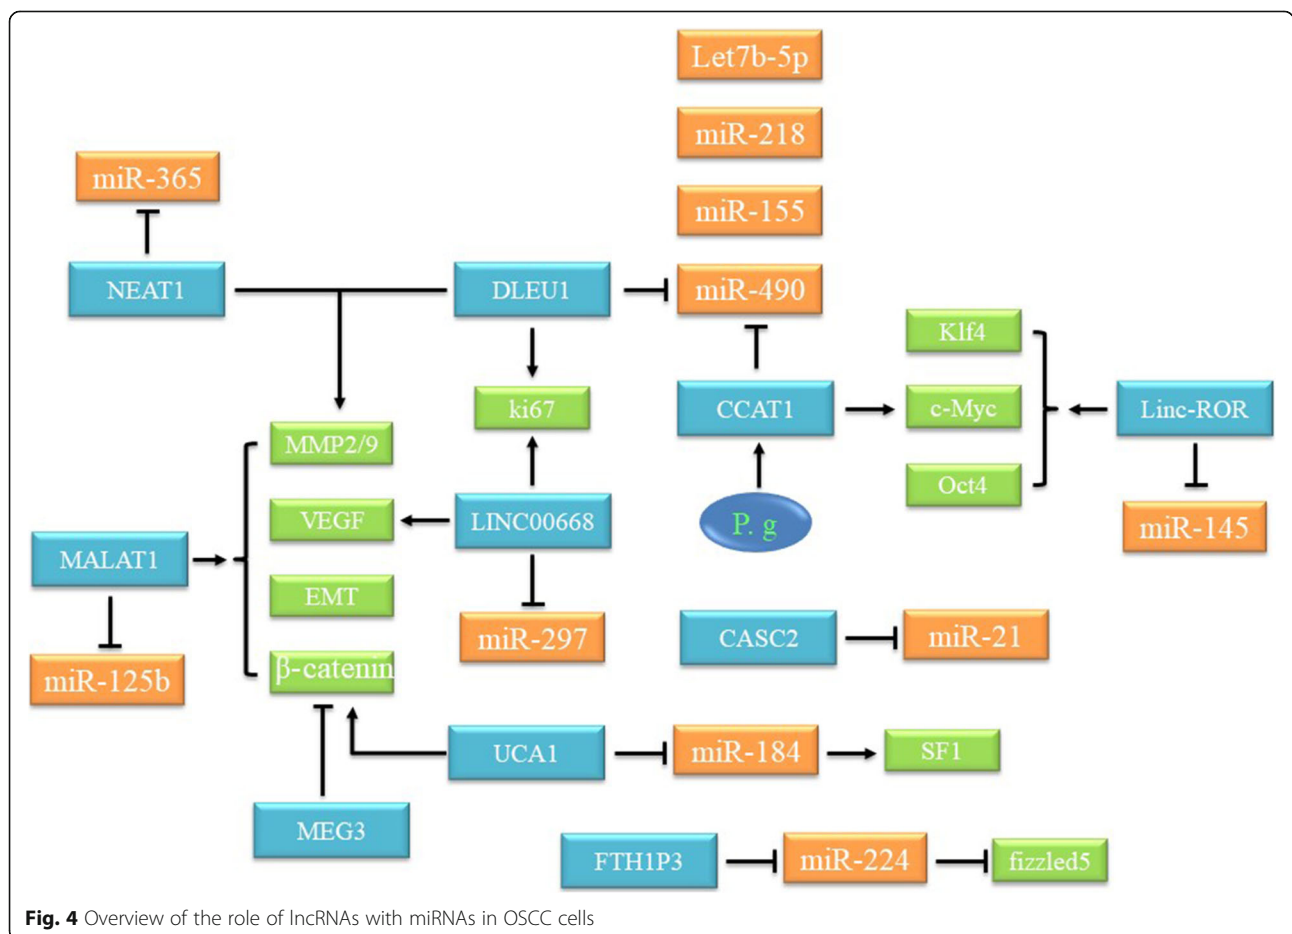 Let7b-5p
miR-218
miR-365
miR-155
NEAT1
DLEU1
miR-490
Klf4
ki67
CCAT1
c-Myc
Linc-ROR
MMP2/9
Oct4
VEGF
LINC00668
P. g
miR-145
MALAT1
EMT
miR-297
CASC2
miR-21
miR-125b
β-catenin
UCA1
miR-184
SF1
MEG3
FTH1P3
miR-224
fizzled5
Fig. 4 Overview of the role of lncRNAs with miRNAs in OSCC cells